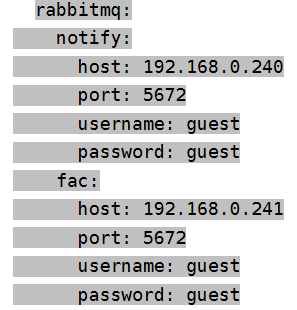 rabbitmq:
  notify:
    host: 192.168.0.240
    port: 5672
    username: guest
    password: guest
  fac:
    host: 192.168.0.241
    port: 5672
    username: guest
    password: guest